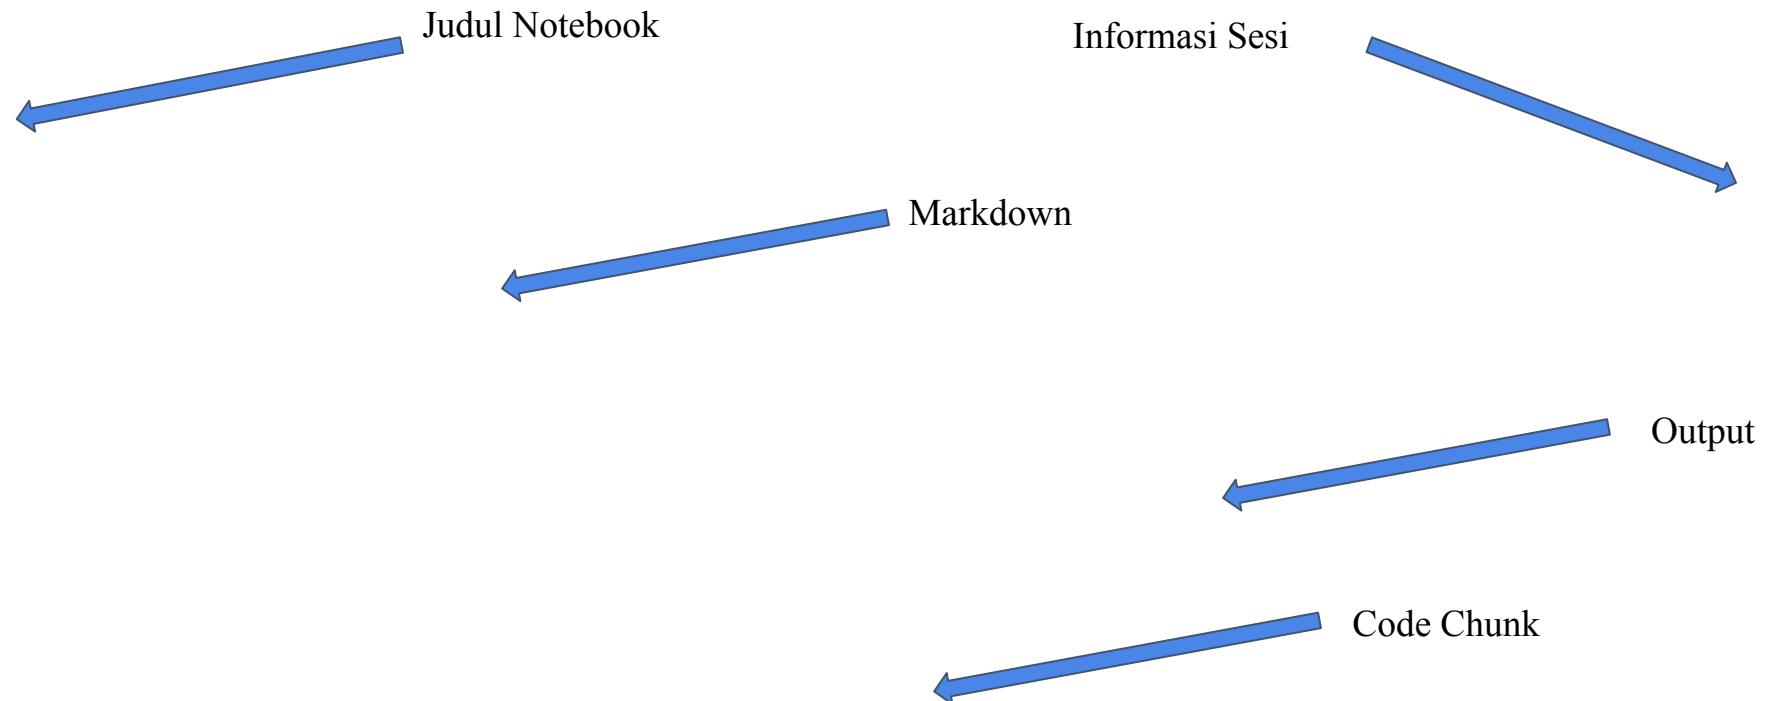 Judul Notebook
Informasi Sesi
Markdown
Output
Code Chunk